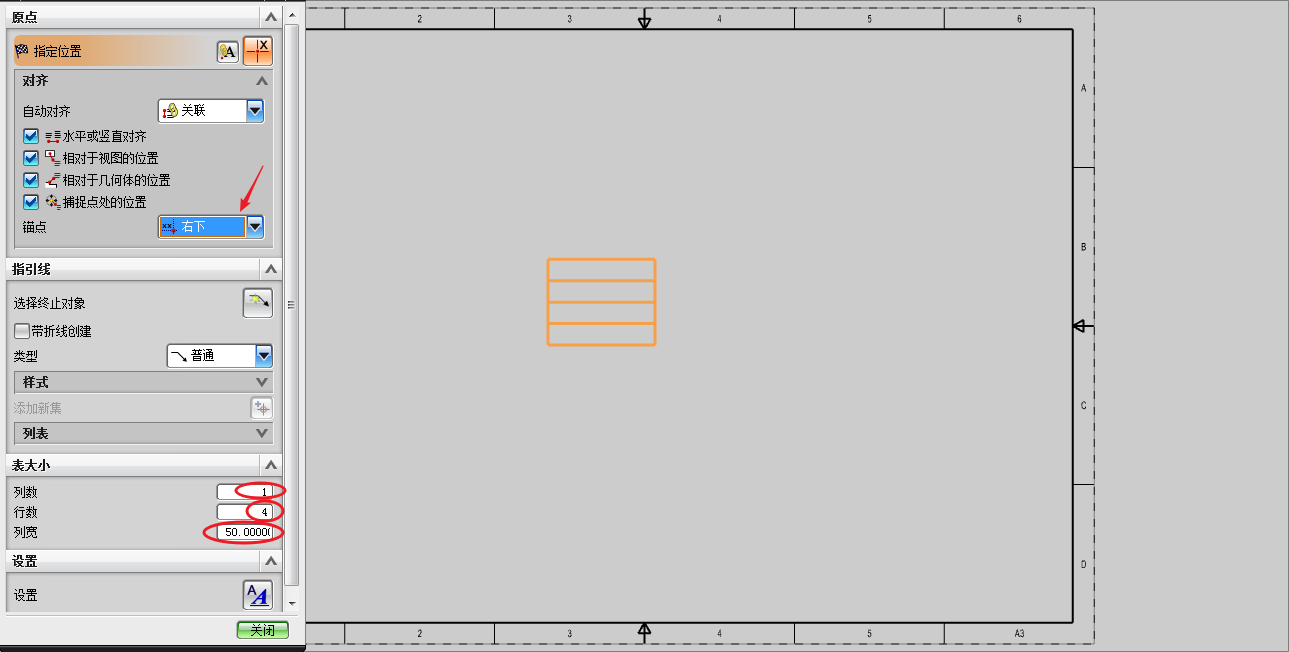 原点
指定位置
A
X
对齐
自动对齐
关联
水平或竖直对齐
相对于视图的位置
相对于几何体的位置
捕捉点处的位置
锚点
xx
右下
指引线
选择终止对象
带折线创建
类型
普通
样式
添加新集
列表
表大小
列数
1
行数
4
列宽
50.0000
设置
设置
A A
关闭
2 3 4 5 6
A
B
C
D
2 3 4 5 A3